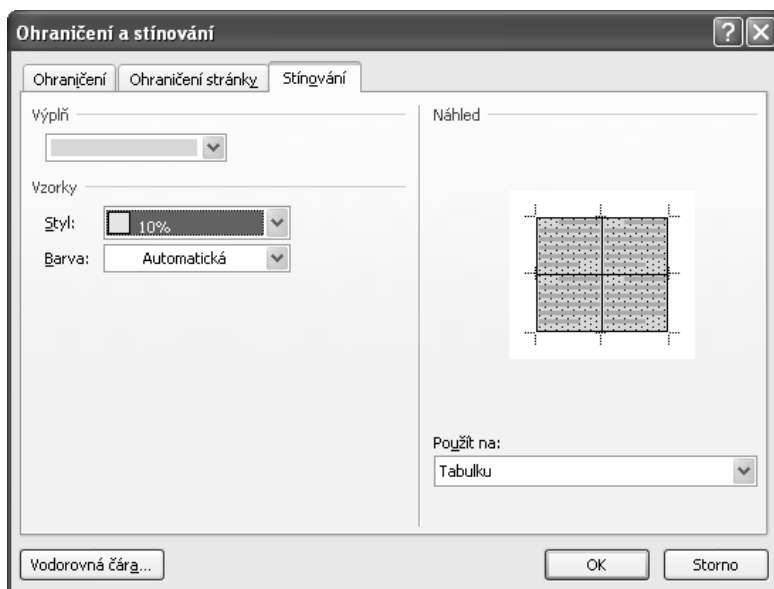 Ohraničení a stínování
Ohraničení Ohraničení stránky Stínování
Výplň
Vzorky
Styl: 10%
Barva: Automatická
Náhled
Použít na:
Tabulku
Vodorovná čára... OK Storno